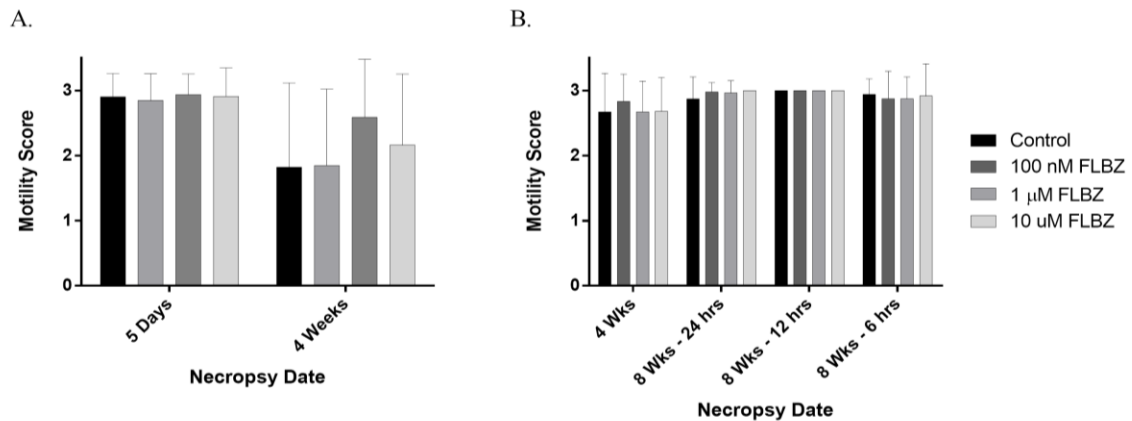 A.
B.
Motility Score
3
2
1
0
5 Days
4 Weeks
Necropsy Date
Motility Score
3
2
1
0
4 Wks
8 Wks - 24 hrs
8 Wks - 12 hrs
8 Wks - 6 hrs
Necropsy Date
Control
100 nM FLBZ
1 μM FLBZ
10 uM FLBZ